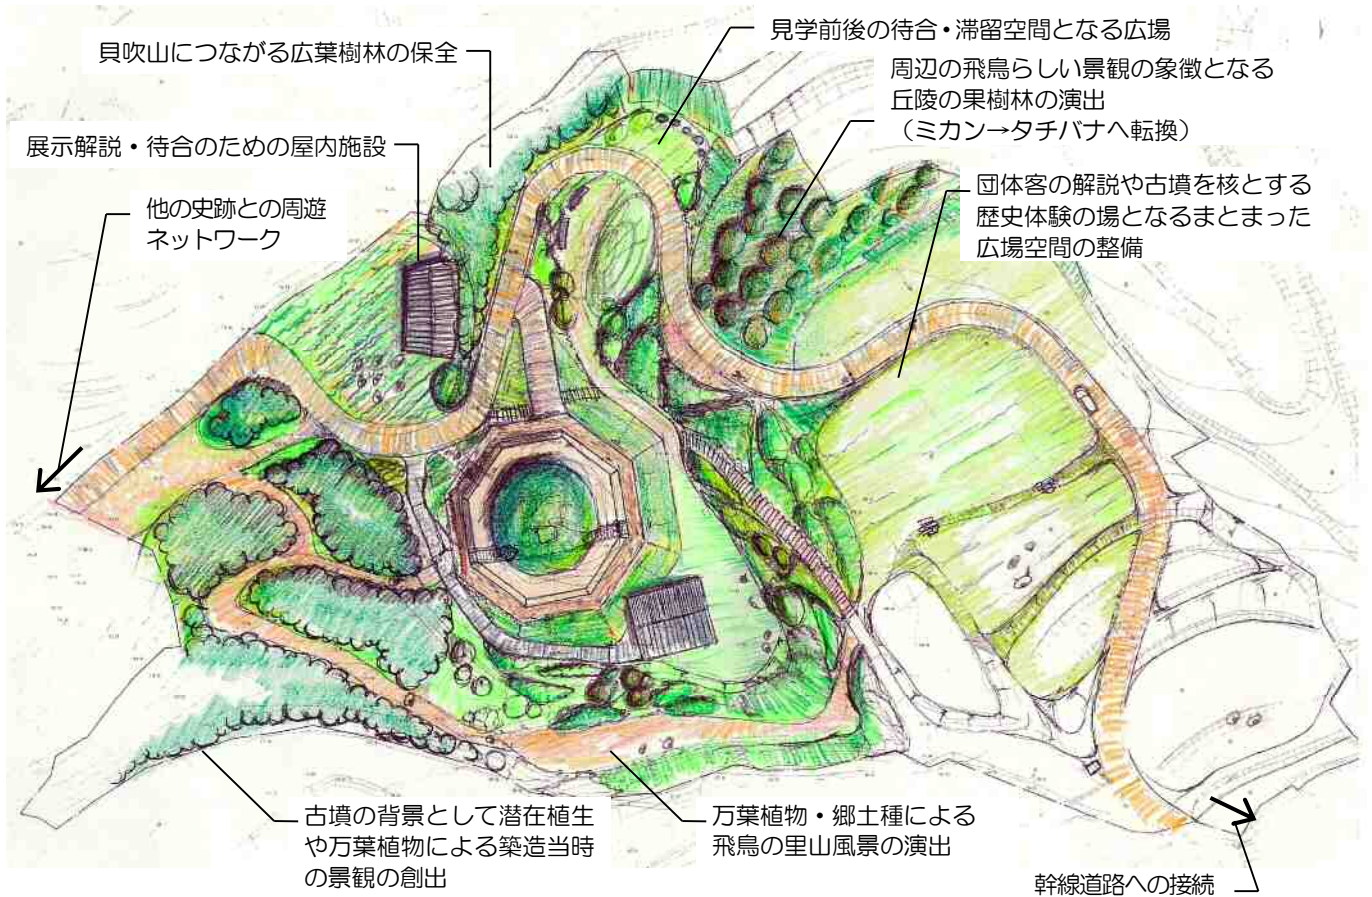 見学前後の待合・滞留空間となる広場
貝吹山につながる広葉樹林の保全
周辺の飛鳥らしい景観の象徴となる
丘陵の果樹林の演出
（ミカン→タチバナへ転換）
展示解説・待合のための屋内施設
団体客の解説や古墳を核とする
歴史体験の場となるまとまった
広場空間の整備
他の史跡との周遊
ネットワーク
古墳の背景として潜在植生
や万葉植物による築造当時
の景観の創出
万葉植物・郷土種による
飛鳥の里山風景の演出
幹線道路への接続